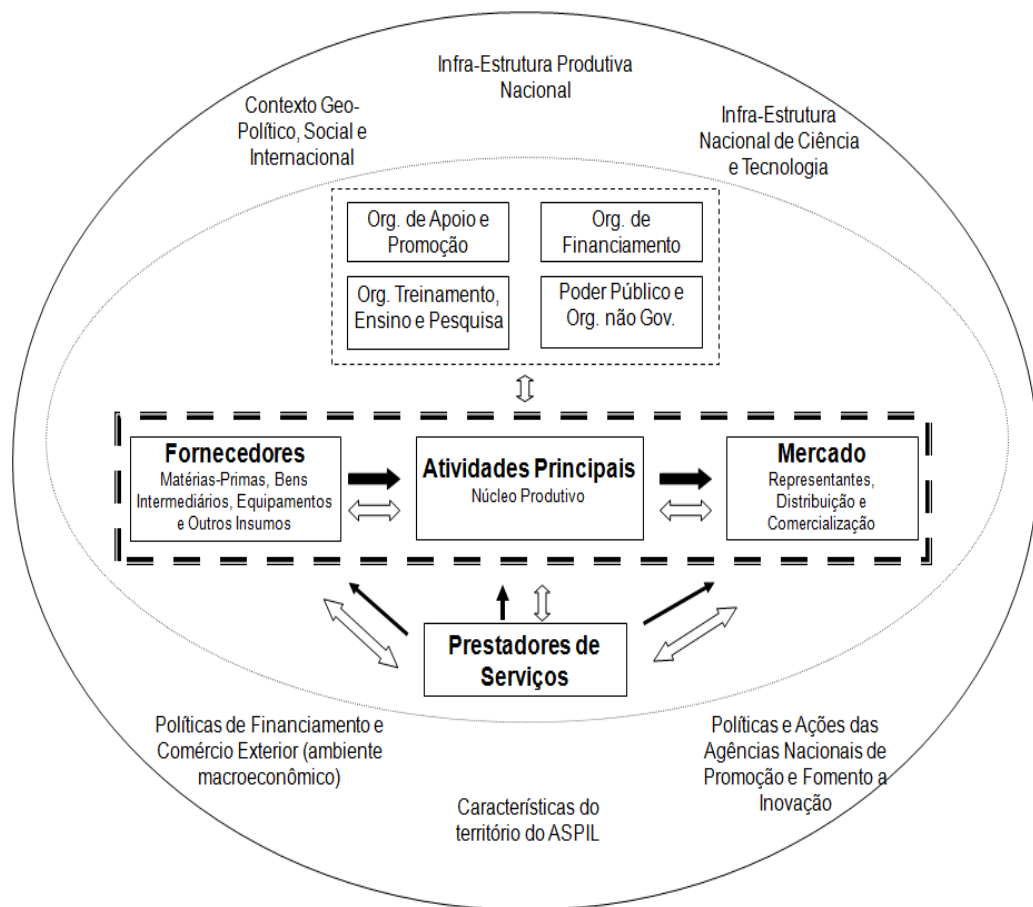 Infra-Estrutura Produtiva
Nacional
Contexto Geo-
Político, Social e
Internacional
Infra-Estrutura
Nacional de Ciência
e Tecnologia
Org. de Apoio e
Promoção
Org. de
Financiamento
Org. Treinamento,
Ensino e Pesquisa
Poder Público e
Org. não Gov.
Fornecedores
Matérias-Primas, Bens
Intermediários, Equipamentos
e Outros Insumos
Atividades Principais
Núcleo Produtivo
Mercado
Representantes,
Distribuição e
Comercialização
Prestadores de
Serviços
Políticas de Financiamento e
Comércio Exterior (ambiente
macroeconômico)
Políticas e Ações das
Agências Nacionais de
Promoção e Fomento a
Inovação
Características do
território do ASPIL